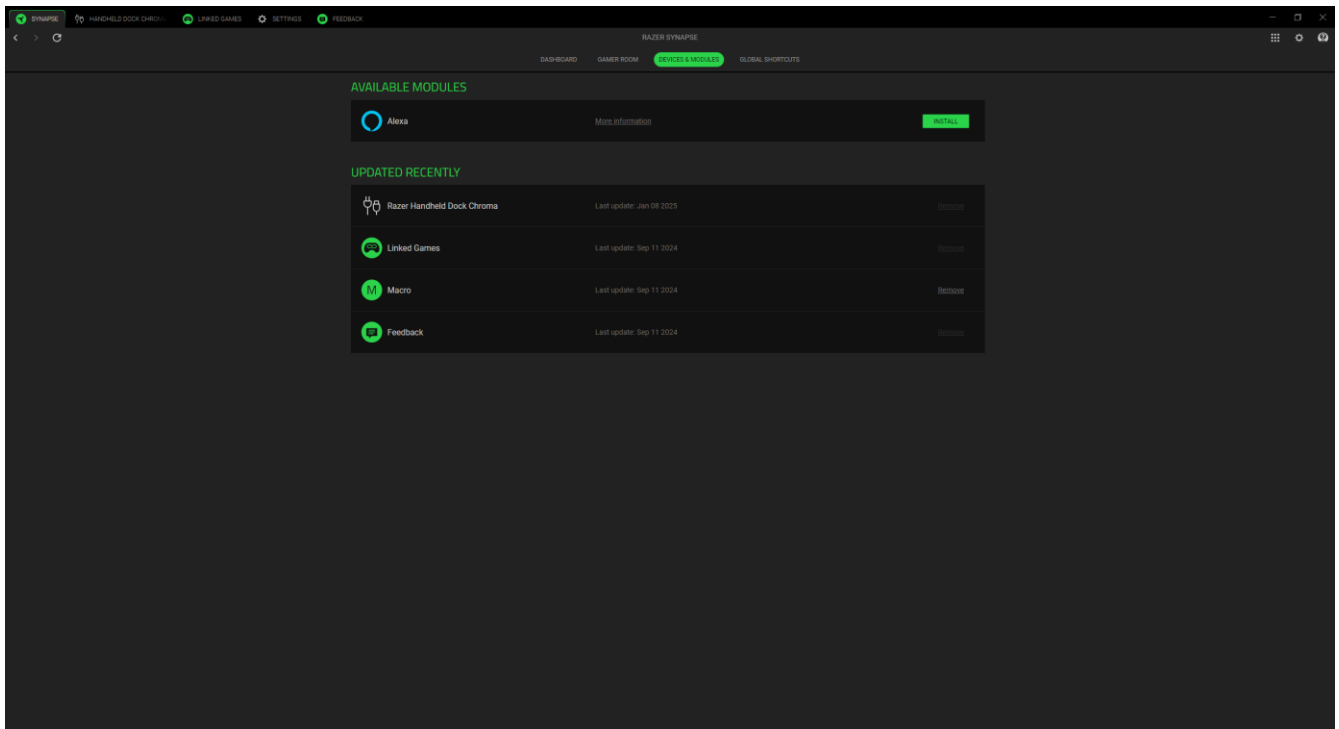 SYNAPSE HANDHELD DOCK CHROM LINKED GAMES SETTINGS FEEDBACK
RAZER SYNAPSE
DASHBOARD GAMER ROOM DEVICES & MODULES GLOBAL SHORTCUTS
AVAILABLE MODULES
Alexa More information INSTALL
UPDATED RECENTLY
Razer Handheld Dock Chroma Last update: Jan 08 2025 Remove
Linked Games Last update: Sep 11 2024 Remove
M Macro Last update: Sep 11 2024 Remove
Feedback Last update: Sep 11 2024 Remove